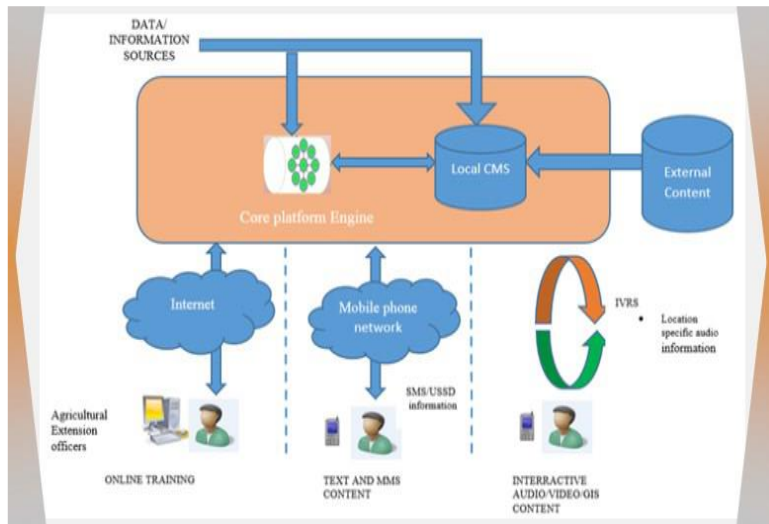 DATA/
INFORMATION
SOURCES
Local CMS
External
Content
Core platform Engine
Internet
Mobile phone
network
IVRS
• Location
specific audio
information
SMS/USSD
information
Agricultural
Extension
officers
ONLINE TRAINING
TEXT AND MMS
CONTENT
INTERRACTIVE
AUDIO/VIDEO/GIS
CONTENT